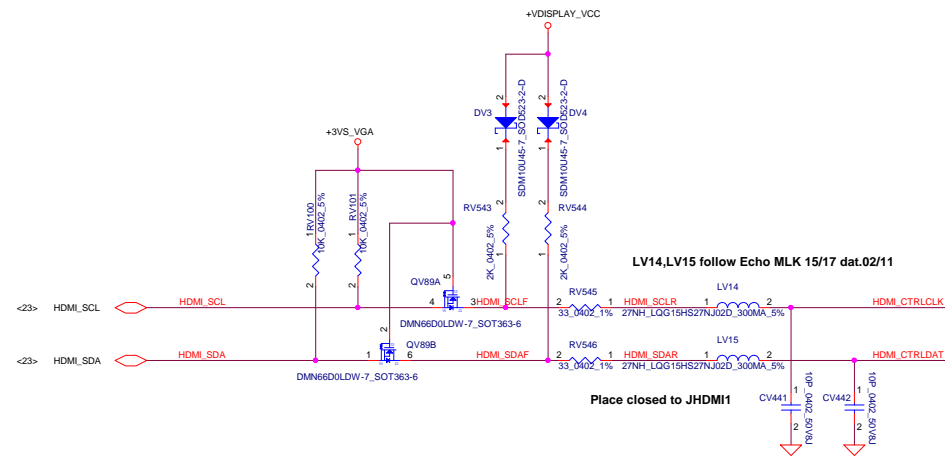 +VDISPLAY_VCC
2
2
DV3
DV4
SDM10U45-7_SOD523-2~D
SDM10U45-7_SOD523-2~D
1
1
+3VS_VGA
RV100
10K_0402_5%
1
2
RV101
10K_0402_5%
1
2
RV543
2
2K_0402_5%
1
RV544
2
2K_0402_5%
1
LV14,LV15 follow Echo MLK 15/17 dat.02/11
QV89A
5
<23>
HDMI_SCL
HDMI_SCL
4
3
HDMI_SCLF
2
RV545
1
HDMI_SCLR
1
LV14
2
HDMI_CTRLCLK
33_0402_1%
27NH_LQG15HS27NJ02D_300MA_5%
DMN66D0LDW-7_SOT363-6
2
QV89B
<23>
HDMI_SDA
HDMI_SDA
1
6
HDMI_SDAF
2
RV546
1
HDMI_SDAR
1
LV15
2
HDMI_CTRLDAT
33_0402_1%
27NH_LQG15HS27NJ02D_300MA_5%
DMN66D0LDW-7_SOT363-6
Place closed to JHDMI1
CV441
1
2
10P_0402_50V8J
CV442
1
2
10P_0402_50V8J